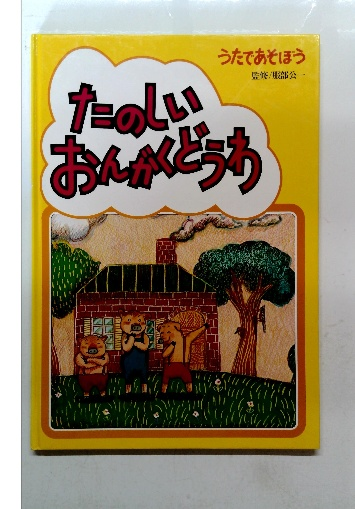 うたであそぼう
監修/服部公一
たのしい
おんがくどうわ